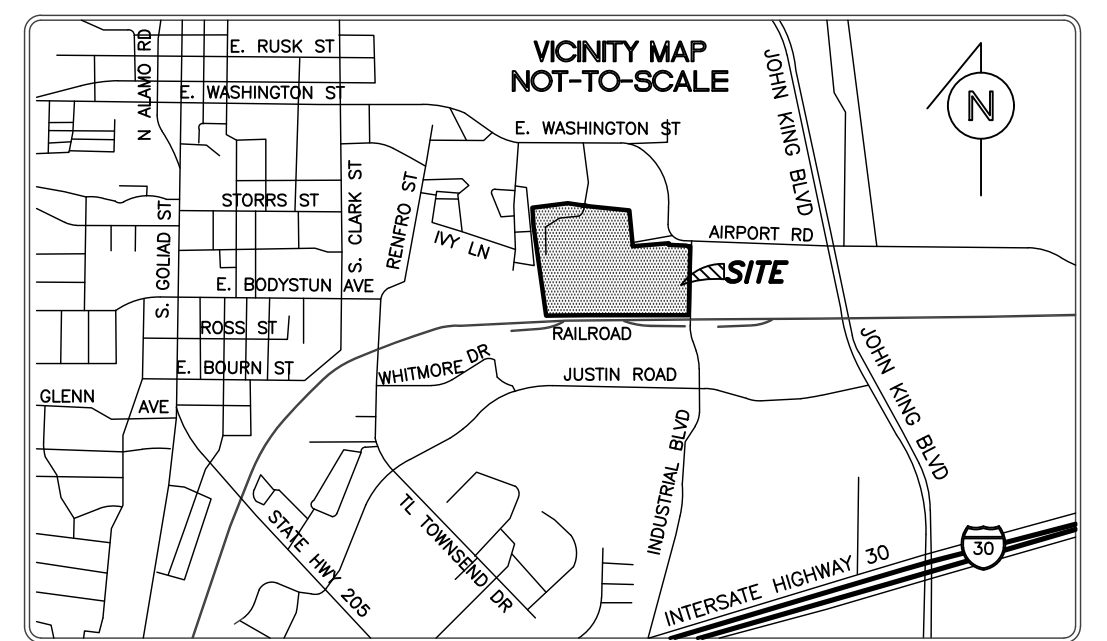 VICINITY MAP
NOT-TO-SCALE
N
N ALAMO RD
E. RUSK ST
E. WASHINGTON ST
E. WASHINGTON ST
JOHN KING BLVD
STORRS ST
S. GOLIAD ST
S. CLARK ST
RENFRO ST
IVY LN
AIRPORT RD
SITE
E. BODYSTUN AVE
ROSS ST
RAILROAD
E. BOURN ST
WHITMORE DR
JUSTIN ROAD
JOHN KING BLVD
GLENN AVE
INDUSTRIAL BLVD
STATE HWY 205
TL TOWNSEND DR
INTERSATE HIGHWAY 30
30